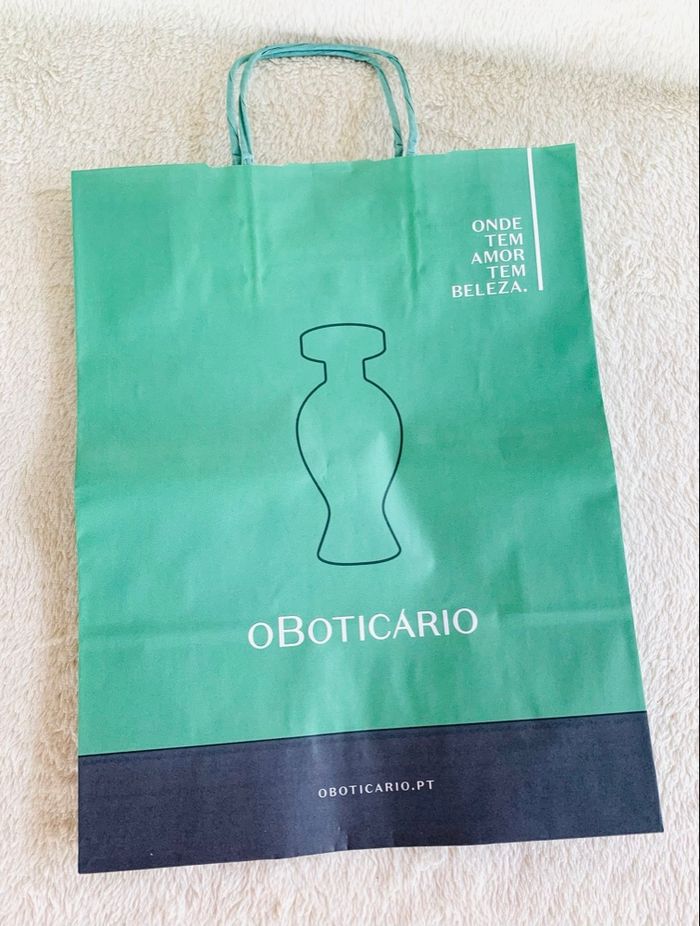 ONDE
TEM
AMOR
TEM
BELEZA.
OBOTICÁRIO
OBOTICARIO.PT